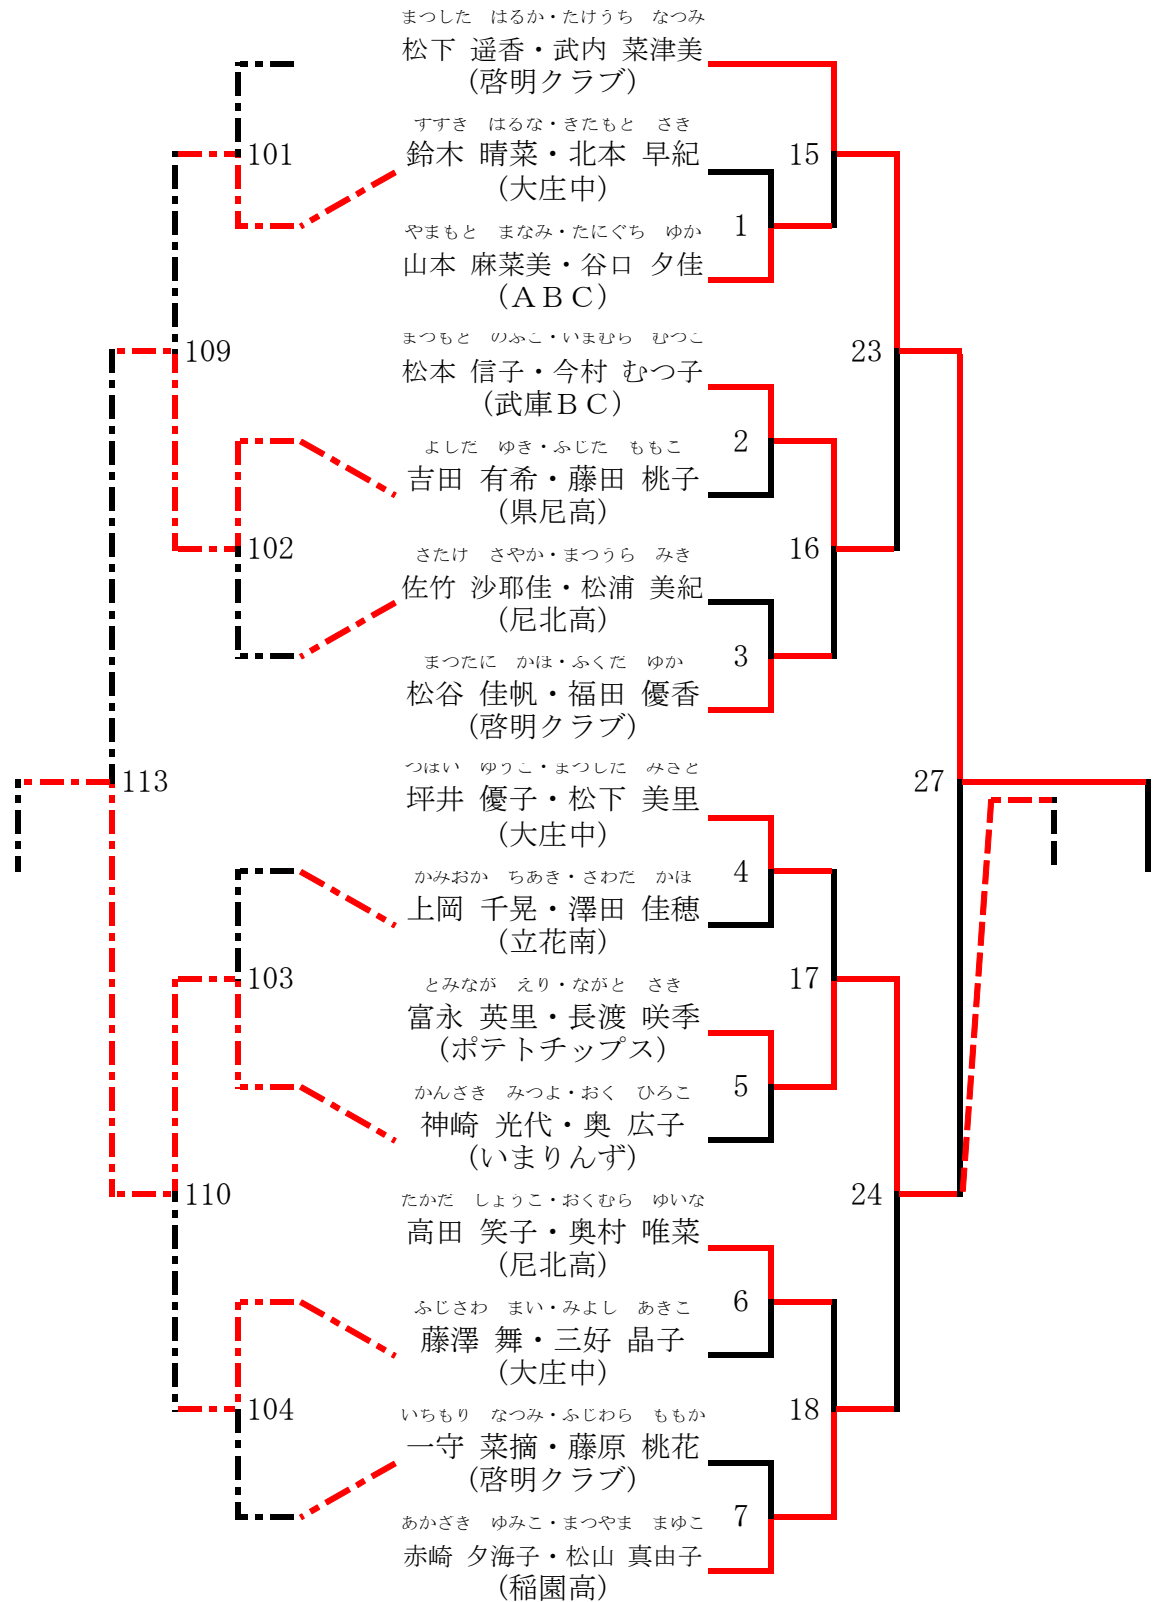 まつした　はるか・たけうち　なつみ
松下 遥香・武内 菜津美
(啓明クラブ)
すすき　はるな・きたもと　さき
101
鈴木 晴菜・北本 早紀
15
(大庄中)
1
やまもと　まなみ・たにぐち　ゆか
山本 麻菜美・谷口 夕佳
(ＡＢＣ)
まつもと　のぶこ・いまむら　むつこ
109
23
松本 信子・今村 むつ子
(武庫ＢＣ)
よしだ　ゆき・ふじた　ももこ
2
吉田 有希・藤田 桃子
(県尼高)
102
さたけ　さやか・まつうら　みき
16
佐竹 沙耶佳・松浦 美紀
(尼北高)
まつたに　かほ・ふくだ　ゆか
3
松谷 佳帆・福田 優香
(啓明クラブ)
つぼい　ゆうこ・まつした　みさと
113
27
坪井 優子・松下 美里
(大庄中)
かみおか　ちあき・さわだ　かほ
4
上岡 千晃・澤田 佳穂
(立花南)
103
とみなが　えり・ながと　さき
17
富永 英里・長渡 咲季
(ポテトチップス)
かんざき　みつよ・おく　ひろこ
5
神崎 光代・奥 広子
(いまりんず)
110
たかだ　しょうこ・おくむら　ゆいな
24
高田 笑子・奥村 唯菜
(尼北高)
ふじさわ　まい・みよし　あきこ
6
藤澤 舞・三好 晶子
(大庄中)
104
いちもり　なつみ・ふじわら　ももか
18
一守 菜摘・藤原 桃花
(啓明クラブ)
あかざき　ゆみこ・まつやま　まゆこ
7
赤崎 夕海子・松山 真由子
(稲園高)